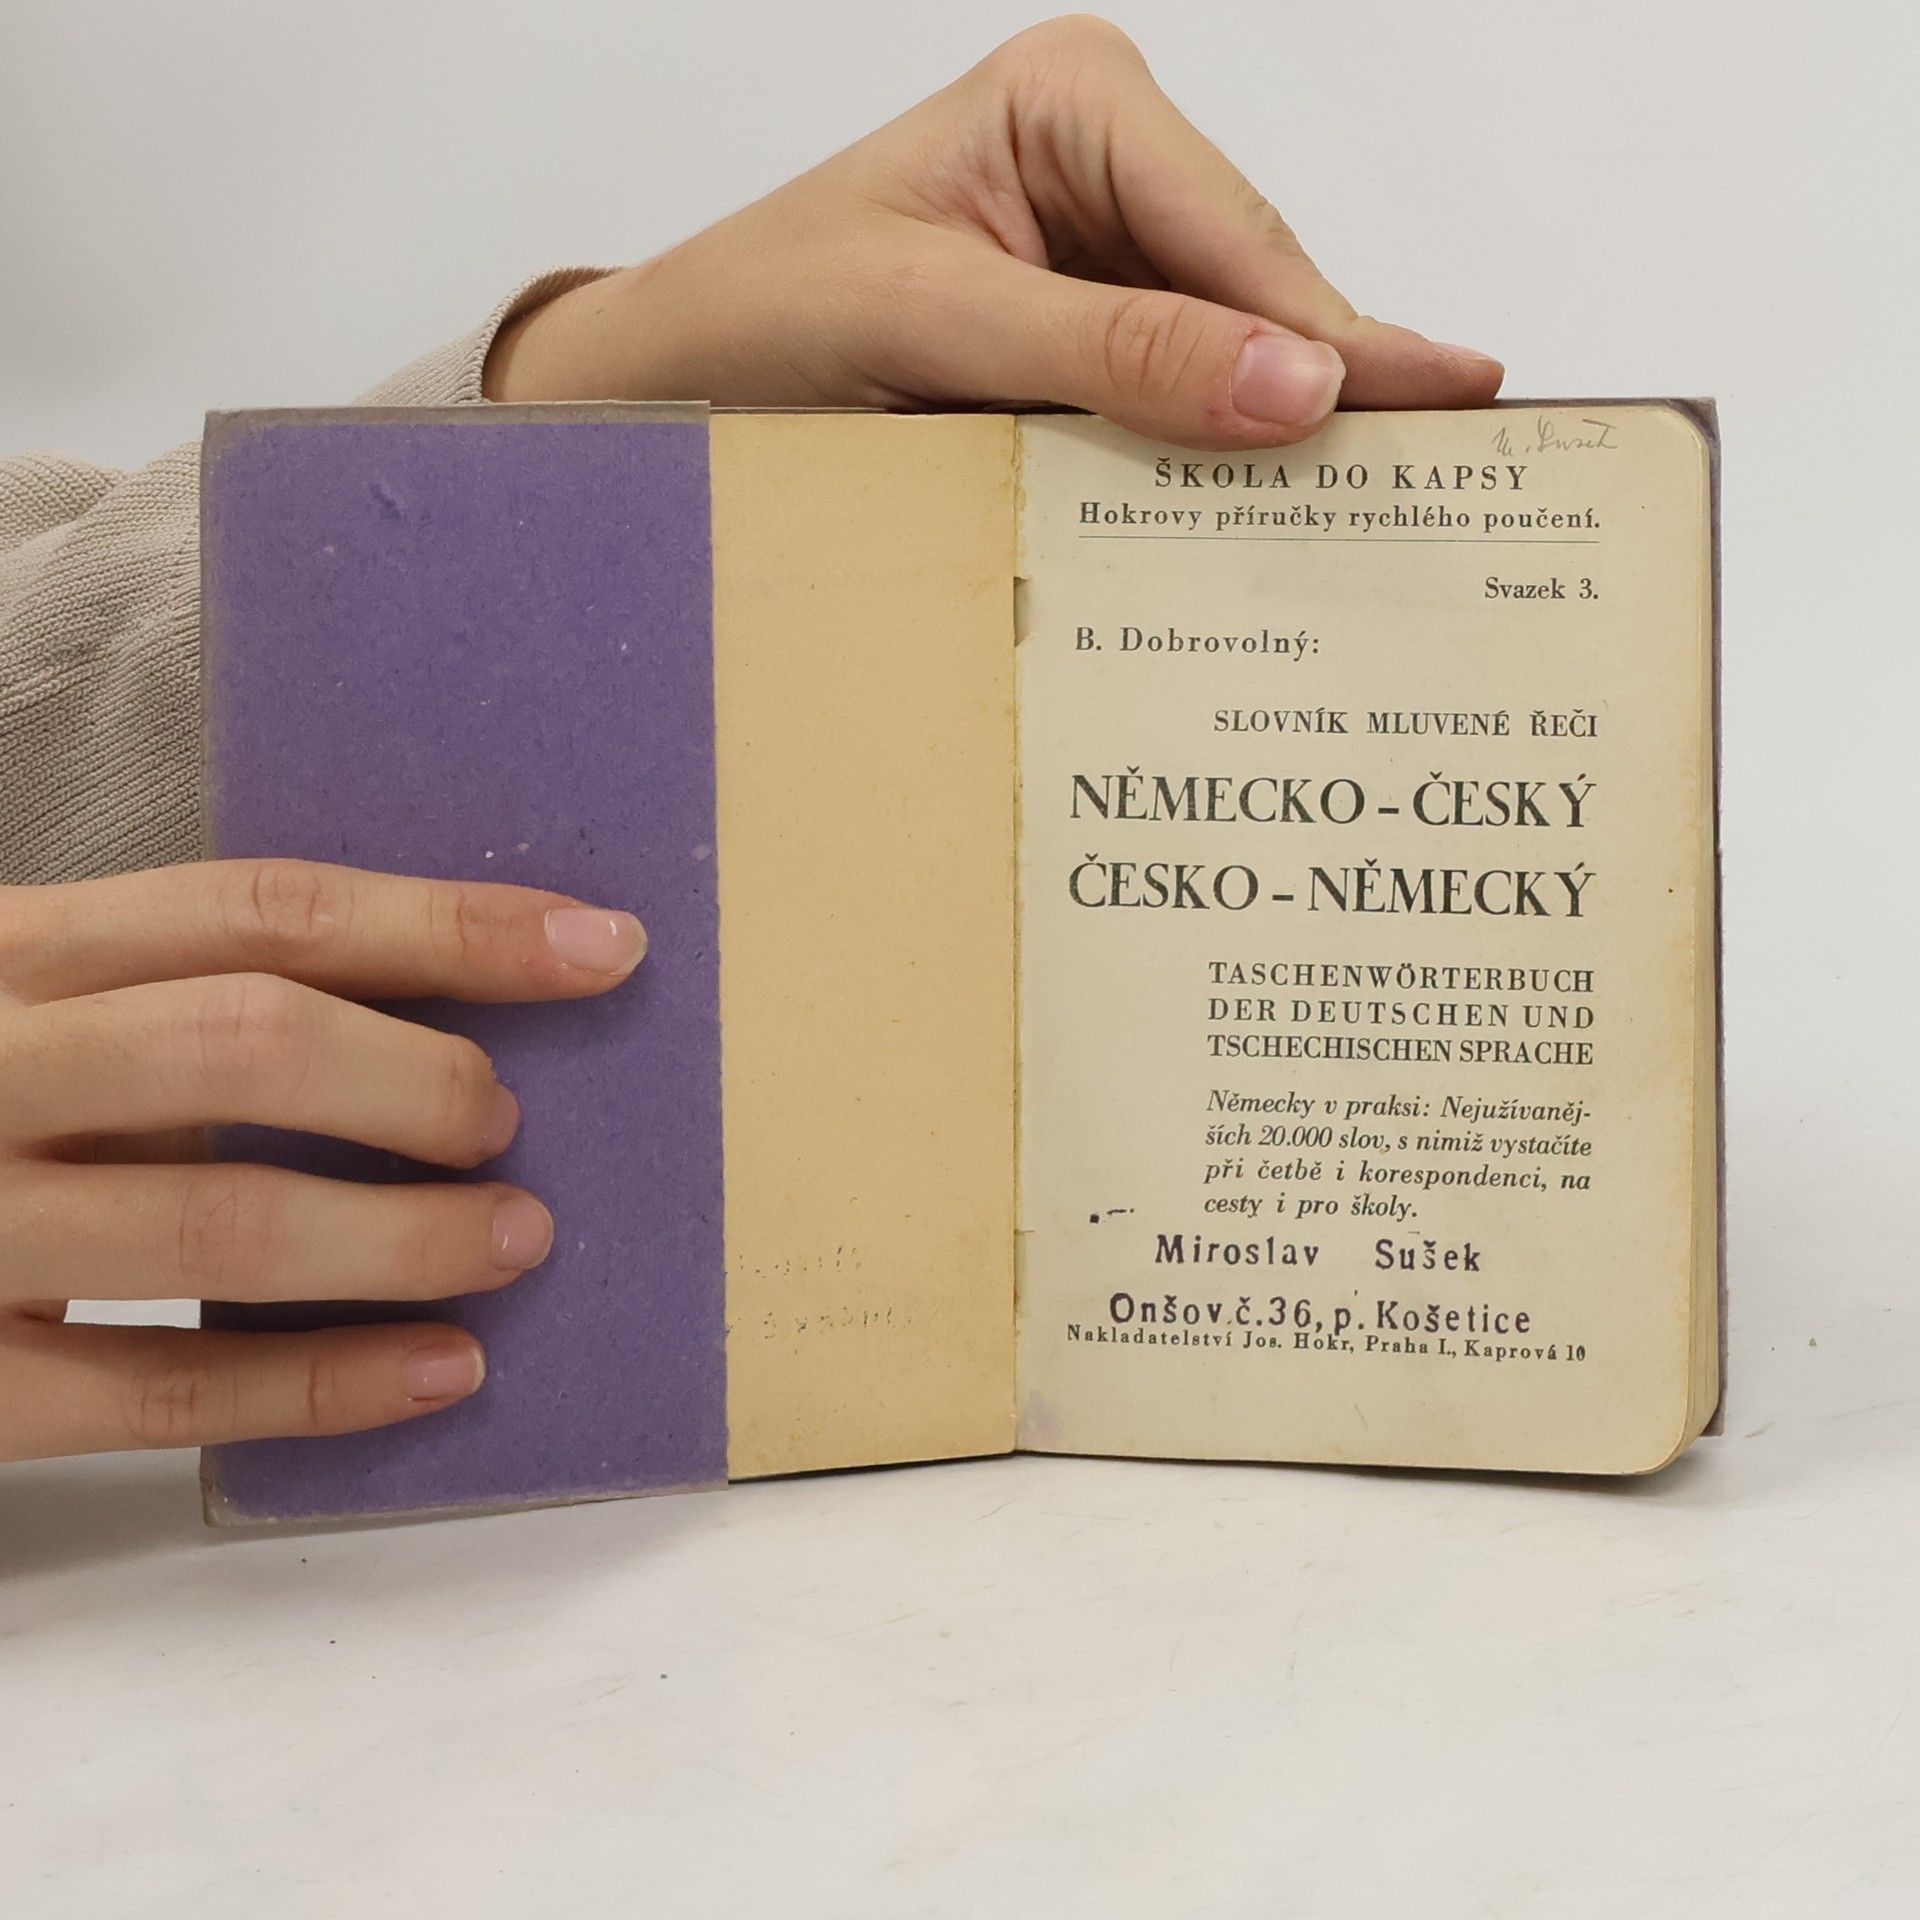 ŠKOLA DO KAPSY
Hokrovy příručky rychlého poučení.
Svazek 3.
B. Dobrovolný:
SLOVNÍK MLUVENÉ ŘEČI
NĚMECKO - ČESKÝ
ČESKO - NĚMECKÝ
TASCHENWÖRTERBUCH
DER DEUTSCHEN UND
TSCHECHISCHEN SPRACHE
Německy v praksi: Nejužívaněj-
ších 20.000 slov, s nimiž vystačíte
při četbě i korespondenci, na
cesty i pro školy.
Miroslav Sušek
Onšov č.36, p. Košetice
Nakladatelství Jos. Hokr, Praha I., Kaprová 10